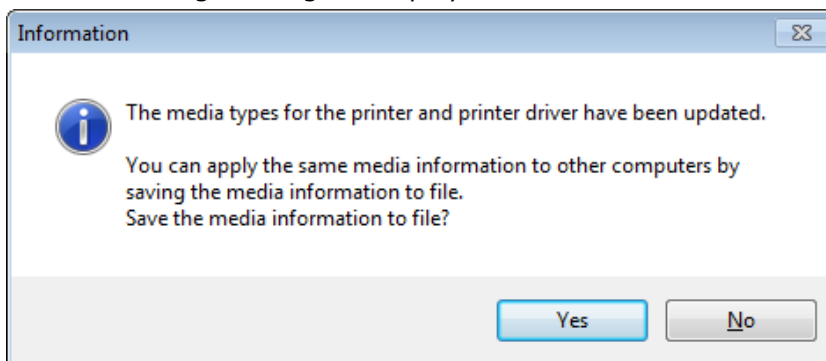 Information
The media types for the printer and printer driver have been updated.
You can apply the same media information to other computers by
saving the media information to file.
Save the media information to file?
Yes
No